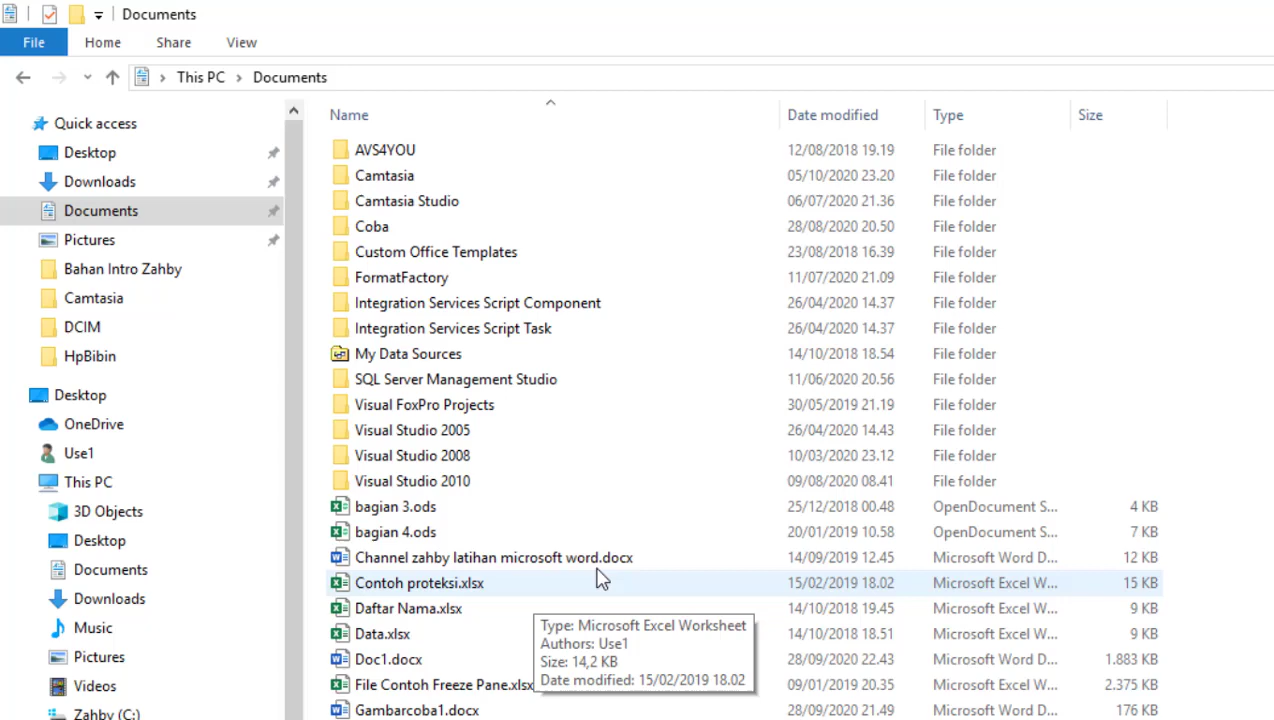 Documents
File Home Share View
This PC Documents
Name Date modified Type Size
Quick access
Desktop
Downloads
Documents
Pictures
Bahan Intro Zahby
Camtasia
DCIM
HpBibin
Desktop
OneDrive
Use1
This PC
3D Objects
Desktop
Documents
Downloads
Music
Pictures
Videos
Zahby (C:)
AVS4YOU 12/08/2018 19.19 File folder
Camtasia 05/10/2020 23.20 File folder
Camtasia Studio 06/07/2020 21.36 File folder
Coba 28/08/2020 20.50 File folder
Custom Office Templates 23/08/2018 16.39 File folder
FormatFactory 11/07/2020 21.09 File folder
Integration Services Script Component 26/04/2020 14.37 File folder
Integration Services Script Task 26/04/2020 14.37 File folder
My Data Sources 14/10/2018 18.54 File folder
SQL Server Management Studio 11/06/2020 20.56 File folder
Visual FoxPro Projects 30/05/2019 21.19 File folder
Visual Studio 2005 26/04/2020 14.43 File folder
Visual Studio 2008 10/03/2020 23.12 File folder
Visual Studio 2010 09/08/2020 08.41 File folder
bagian 3.ods 25/12/2018 00.48 OpenDocument S... 4 KB
bagian 4.ods 20/01/2019 10.58 OpenDocument S... 7 KB
Channel zahby latihan microsoft word.docx 14/09/2019 12.45 Microsoft Word D... 12 KB
Contoh proteksi.xlsx 15/02/2019 18.02 Microsoft Excel W... 15 KB
Daftar Nama.xlsx 14/10/2018 19.45 Microsoft Excel W... 9 KB
Data.xlsx 14/10/2018 18.51 Microsoft Excel W... 9 KB
Doc1.docx 28/09/2020 22.43 Microsoft Word D... 1.883 KB
File Contoh Freeze Pane.xlsx 09/01/2019 20.35 Microsoft Excel W... 2.375 KB
Gambarcoba1.docx 28/09/2020 21.49 Microsoft Word D... 176 KB
Type: Microsoft Excel Worksheet
Authors: Use1
Size: 14,2 KB
Date modified: 15/02/2019 18.02